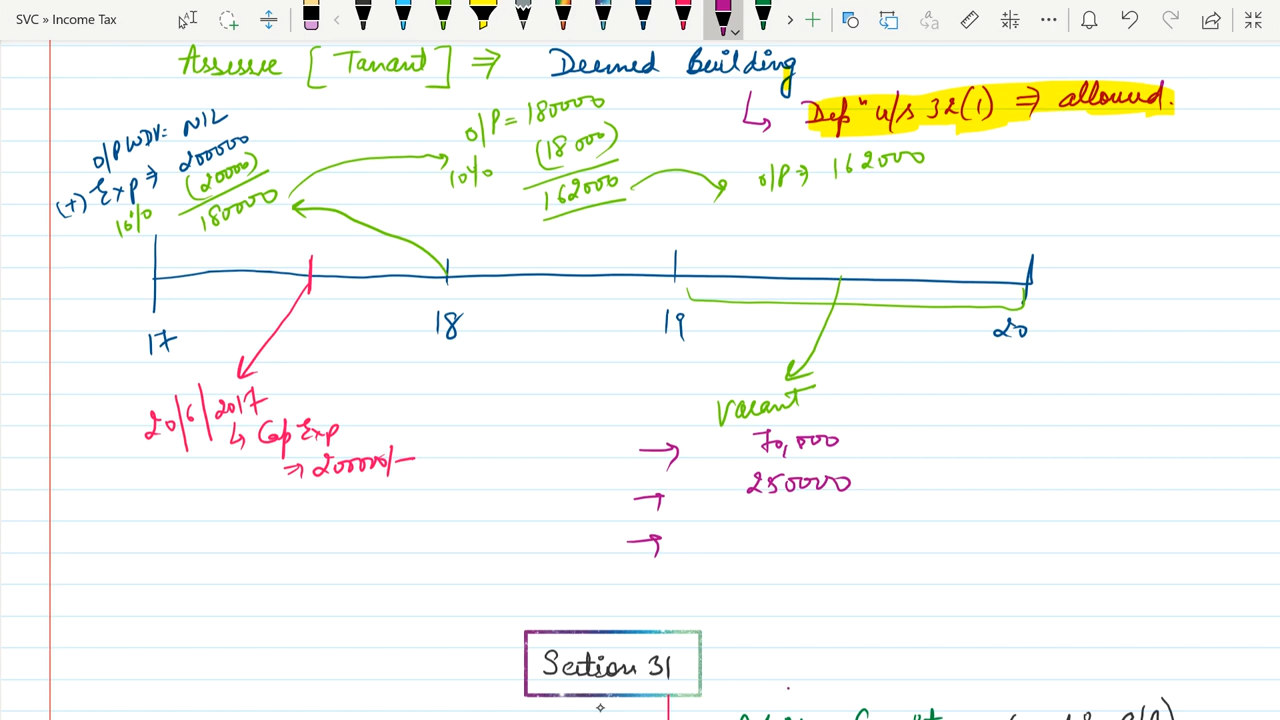 SVC » Income Tax
Assessee [Tanant] ⇒ Deemed Building
↳ Depⁿ u/s 32(1) ⇒ allowed.
O/P WDV: NIL
(+) Exp ⇒ 200000
10% (20000)
180000
O/P = 180000
10% (18000)
162000
O/P ⇒ 162000
17 18 19 20
20/6/2017
↳ Cap Exp
⇒ 200000/-
Vacant
→ 70,000
→ 250000
→
Section 31